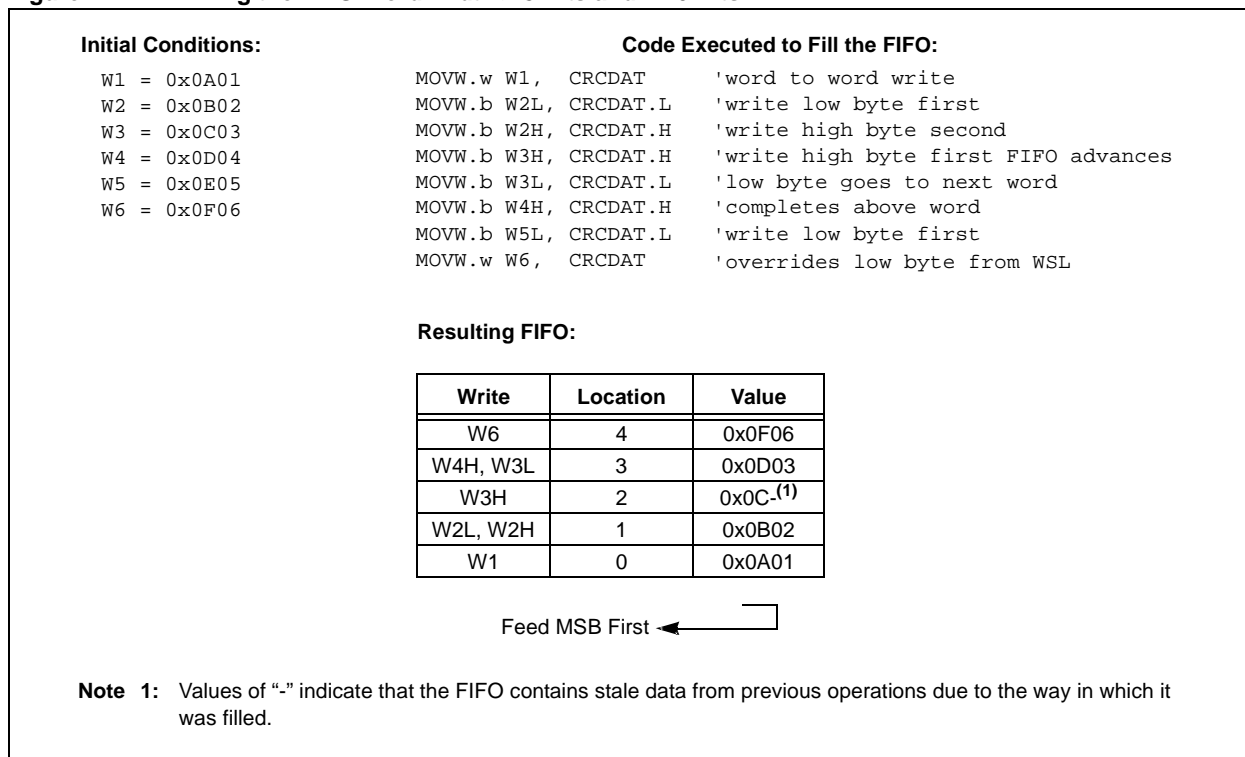 Initial Conditions:
W1 = 0x0A01
W2 = 0x0B02
W3 = 0x0C03
W4 = 0x0D04
W5 = 0x0E05
W6 = 0x0F06
Code Executed to Fill the FIFO:
MOVW.w W1, CRCDAT 'word to word write
MOVW.b W2L, CRCDAT.L 'write low byte first
MOVW.b W2H, CRCDAT.H 'write high byte second
MOVW.b W3H, CRCDAT.H 'write high byte first FIFO advances
MOVW.b W3L, CRCDAT.L 'low byte goes to next word
MOVW.b W4H, CRCDAT.H 'completes above word
MOVW.b W5L, CRCDAT.L 'write low byte first
MOVW.w W6, CRCDAT 'overrides low byte from WSL
Resulting FIFO:
Write Location Value
W6 4 0x0F06
W4H, W3L 3 0x0D03
W3H 2 0x0C-(1)
W2L, W2H 1 0x0B02
W1 0 0x0A01
Feed MSB First
Note 1: Values of “-” indicate that the FIFO contains stale data from previous operations due to the way in which it
was filled.